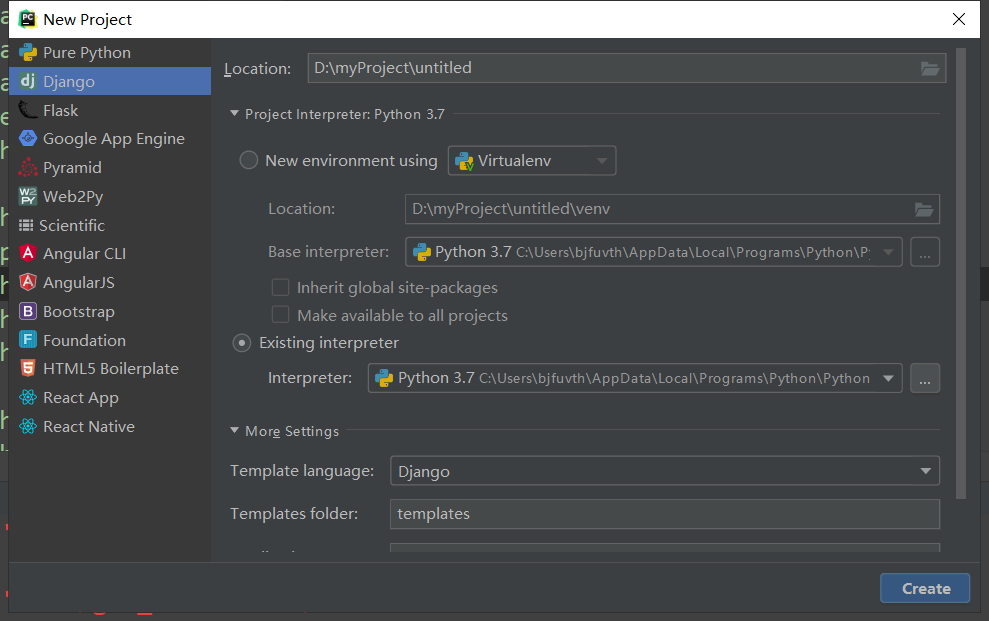 New Project
Pure Python
Django
Flask
Google App Engine
Pyramid
Web2Py
Scientific
Angular CLI
AngularJS
Bootstrap
Foundation
HTML5 Boilerplate
React App
React Native
Location: D:\myProject\untitled
Project Interpreter: Python 3.7
New environment using Virtualenv
Location: D:\myProject\untitled\venv
Base interpreter: Python 3.7 C:\Users\bjfuvth\AppData\Local\Programs\Python\P ...
Inherit global site-packages
Make available to all projects
Existing interpreter
Interpreter: Python 3.7 C:\Users\bjfuvth\AppData\Local\Programs\Python\Python ...
More Settings
Template language: Django
Templates folder: templates
Create